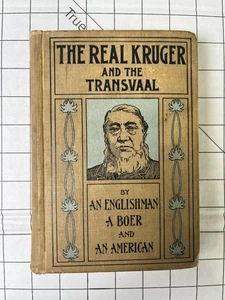 True
THE REAL KRUGER
AND THE
TRANSVAAL
BY
AN ENGLISHMAN
A BOER
AND
AN AMERICAN